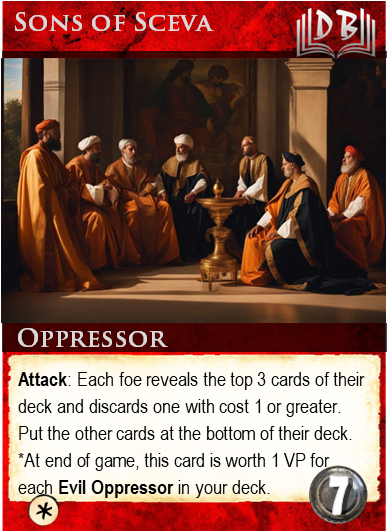 Sons of Sceva
DB
Oppressor
Attack: Each foe reveals the top 3 cards of their
deck and discards one with cost 1 or greater.
Put the other cards at the bottom of their deck.
*At end of game, this card is worth 1 VP for
each Evil Oppressor in your deck.
*
7